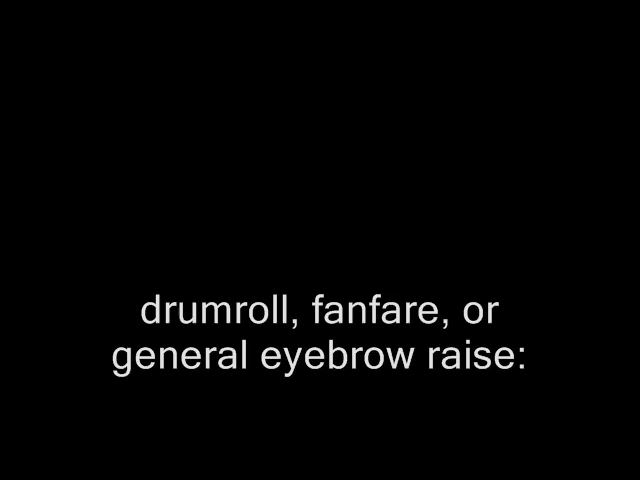 drumroll, fanfare, or
general eyebrow raise: